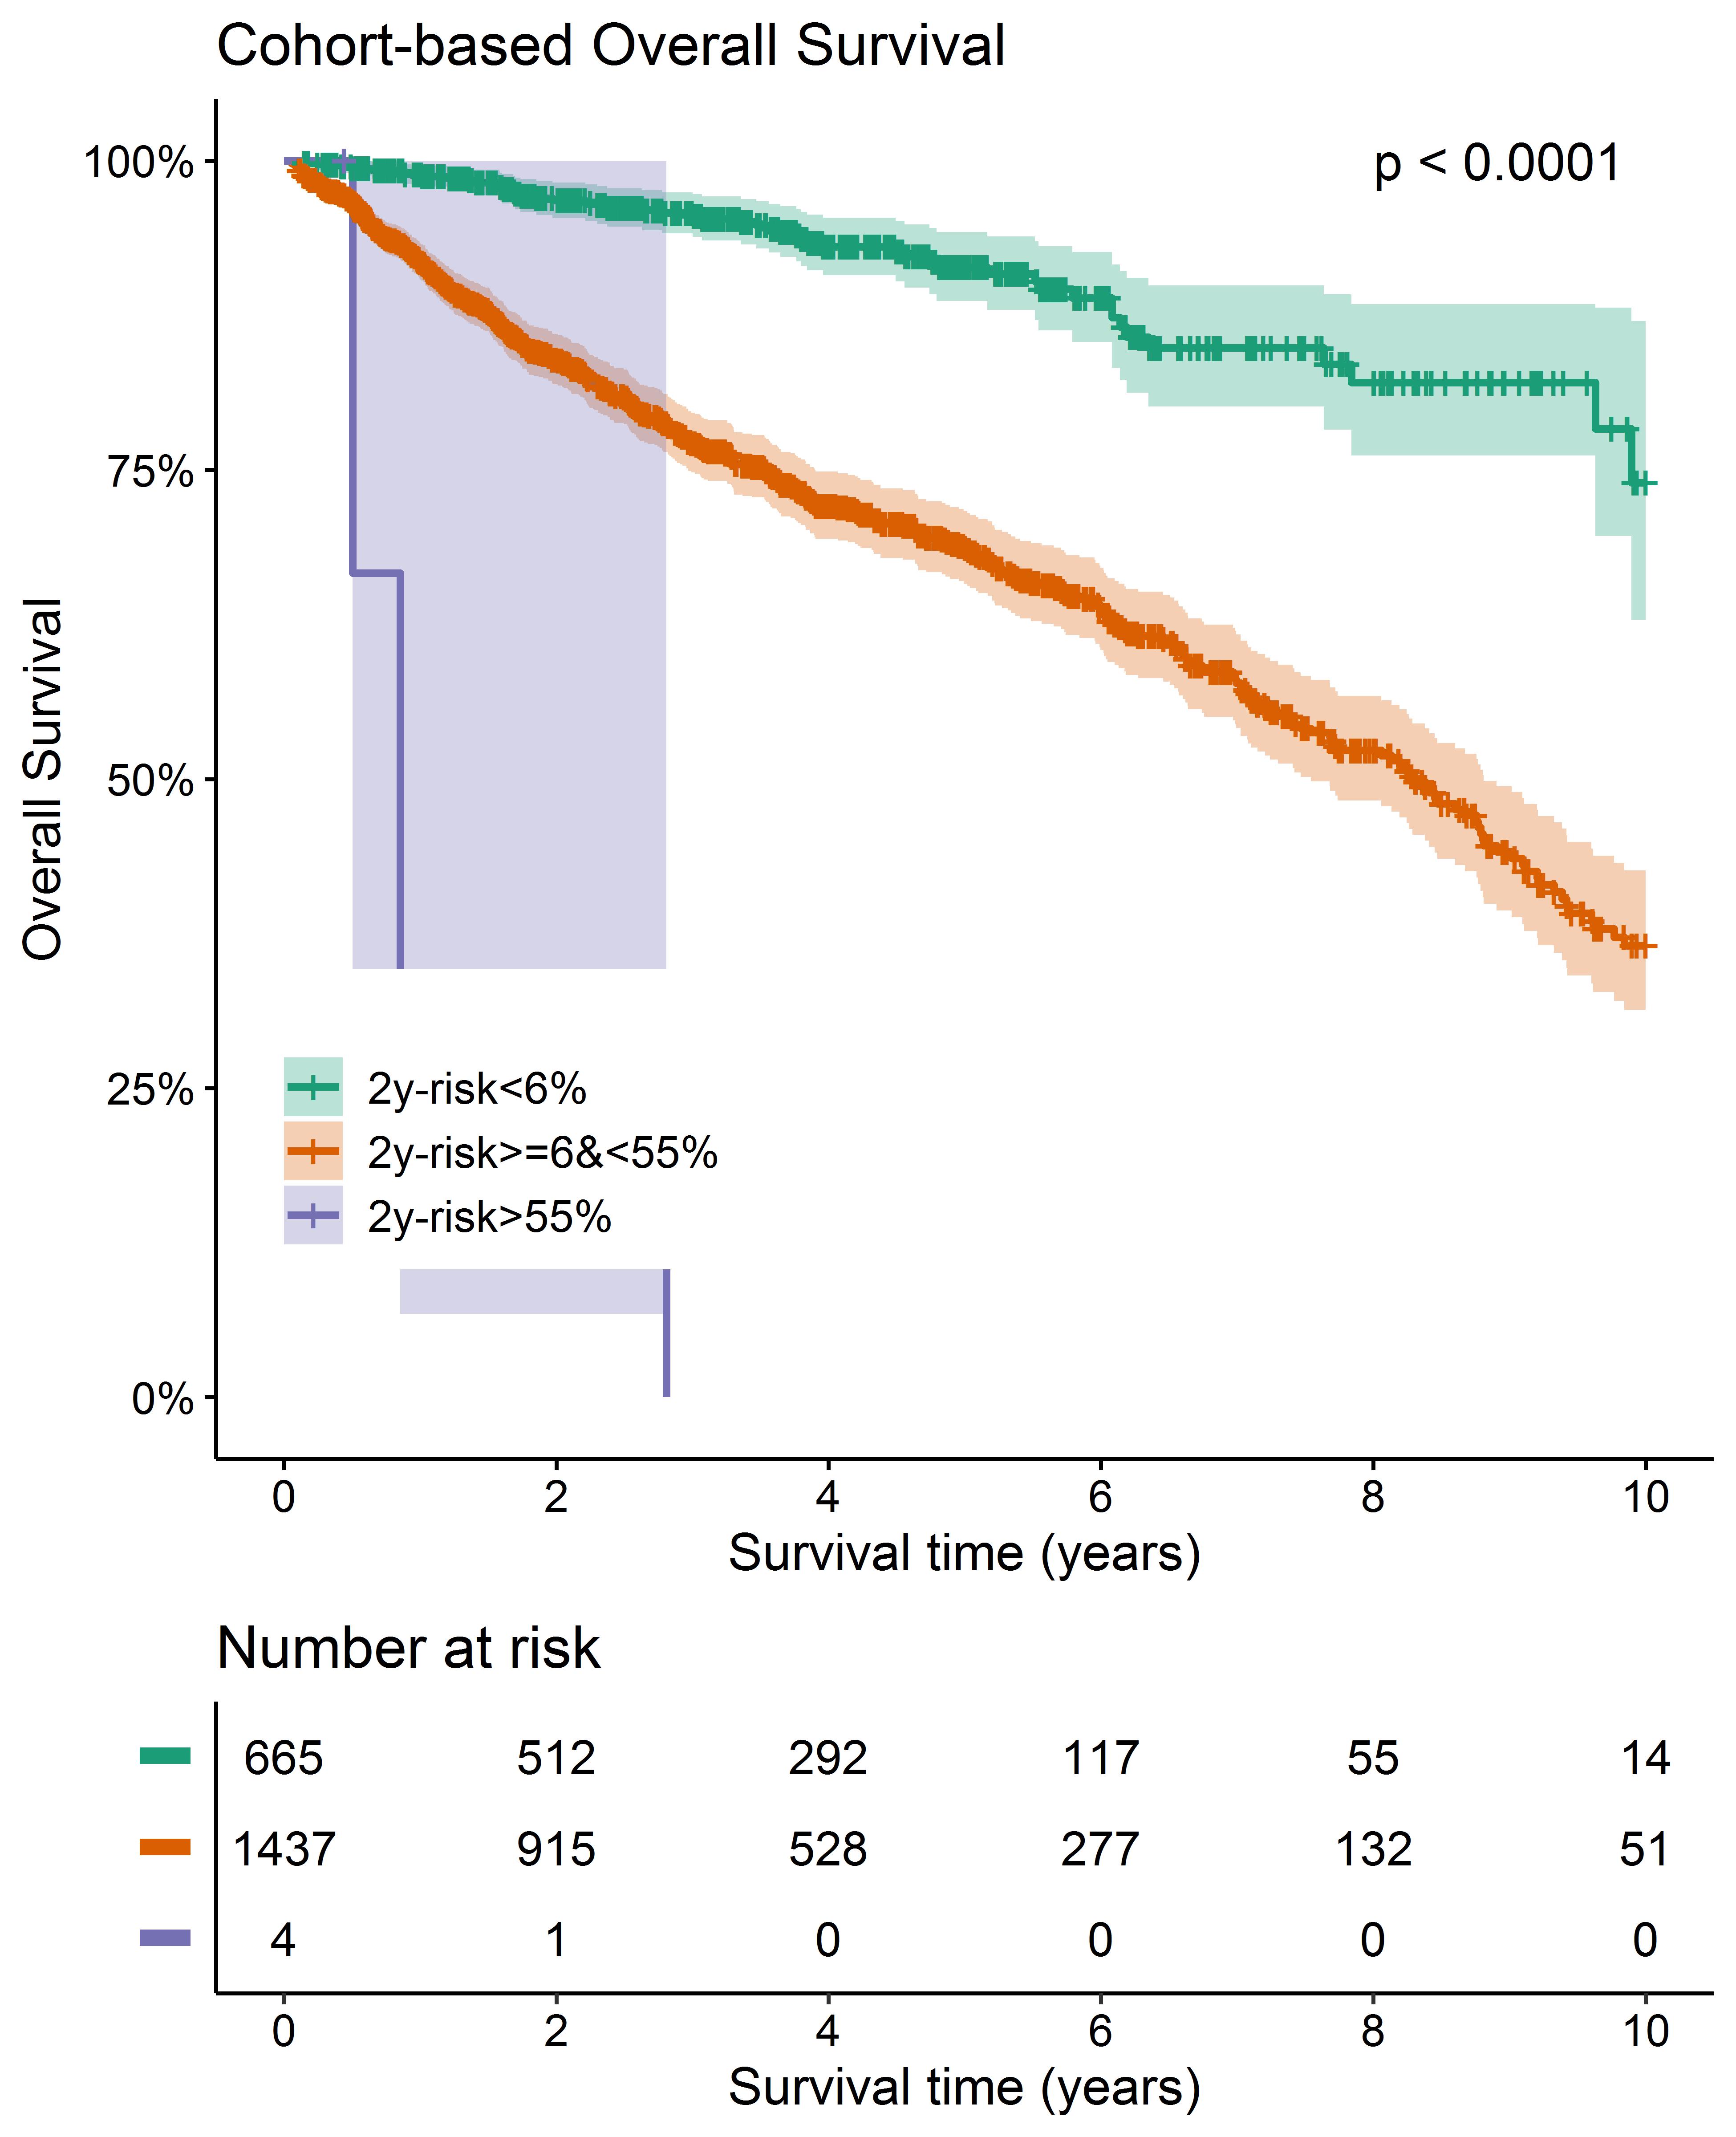 Cohort-based Overall Survival
p < 0.0001
100%
75%
50%
25%
0%
Overall Survival
2y-risk<6%
2y-risk>=6&<55%
2y-risk>55%
0 2 4 6 8 10
Survival time (years)
Number at risk
665 512 292 117 55 14
1437 915 528 277 132 51
4 1 0 0 0 0
0 2 4 6 8 10
Survival time (years)